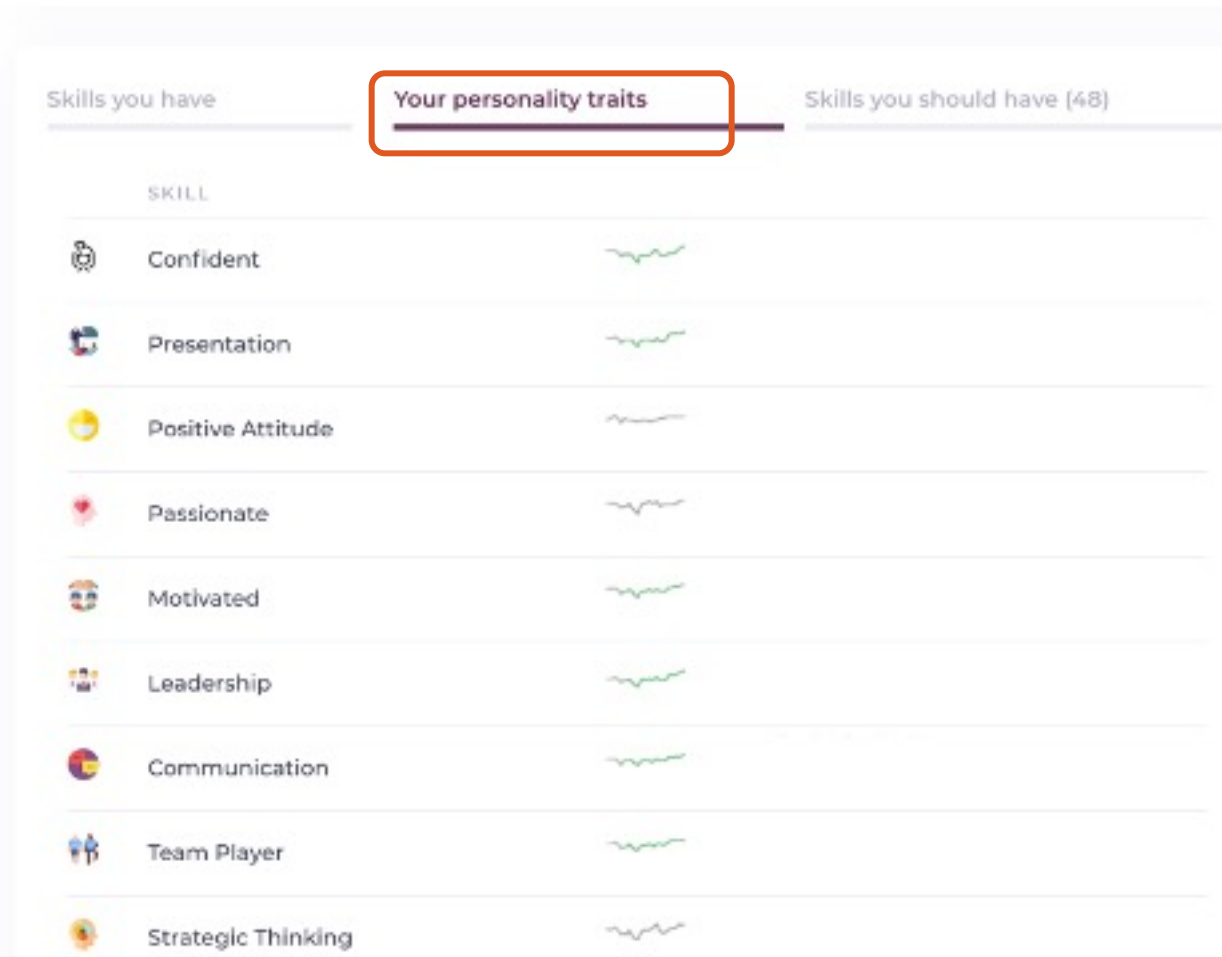 Skills you have Your personality traits Skills you should have (48)
SKILL
Confident
Presentation
Positive Attitude
Passionate
Motivated
Leadership
Communication
Team Player
Strategic Thinking